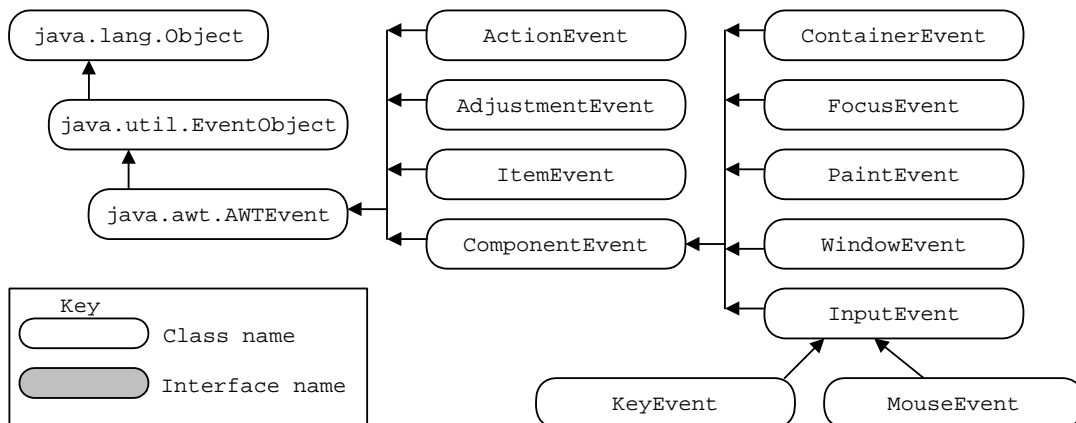 java.lang.Object
ActionEvent
ContainerEvent
java.util.EventObject
AdjustmentEvent
FocusEvent
ItemEvent
PaintEvent
java.awt.AWTEvent
ComponentEvent
WindowEvent
Key
Class name
Interface name
InputEvent
KeyEvent
MouseEvent